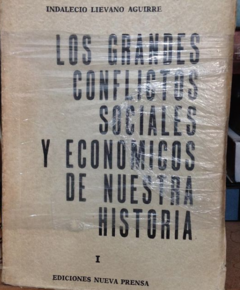 INDALECIO LIEVANO AGUIRRE
LOS GRANDES
CONFLICTOS
SOCIALES
Y ECONOMICOS
DE NUESTRA
HISTORIA
I
EDICIONES NUEVA PRENSA